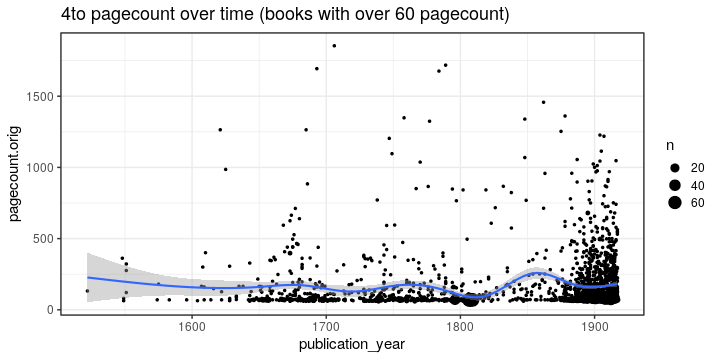 4to pagecount over time (books with over 60 pagecount)
pagecount.orig
1500
1000
500
0
1600
1700
1800
1900
publication_year
n
20
40
60